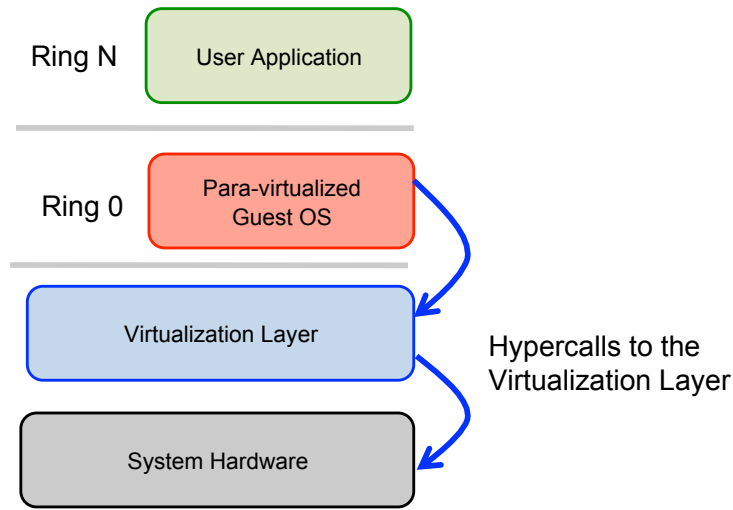 Ring N
User Application
Ring 0
Para-virtualized
Guest OS
Virtualization Layer
Hypercalls to the
Virtualization Layer
System Hardware